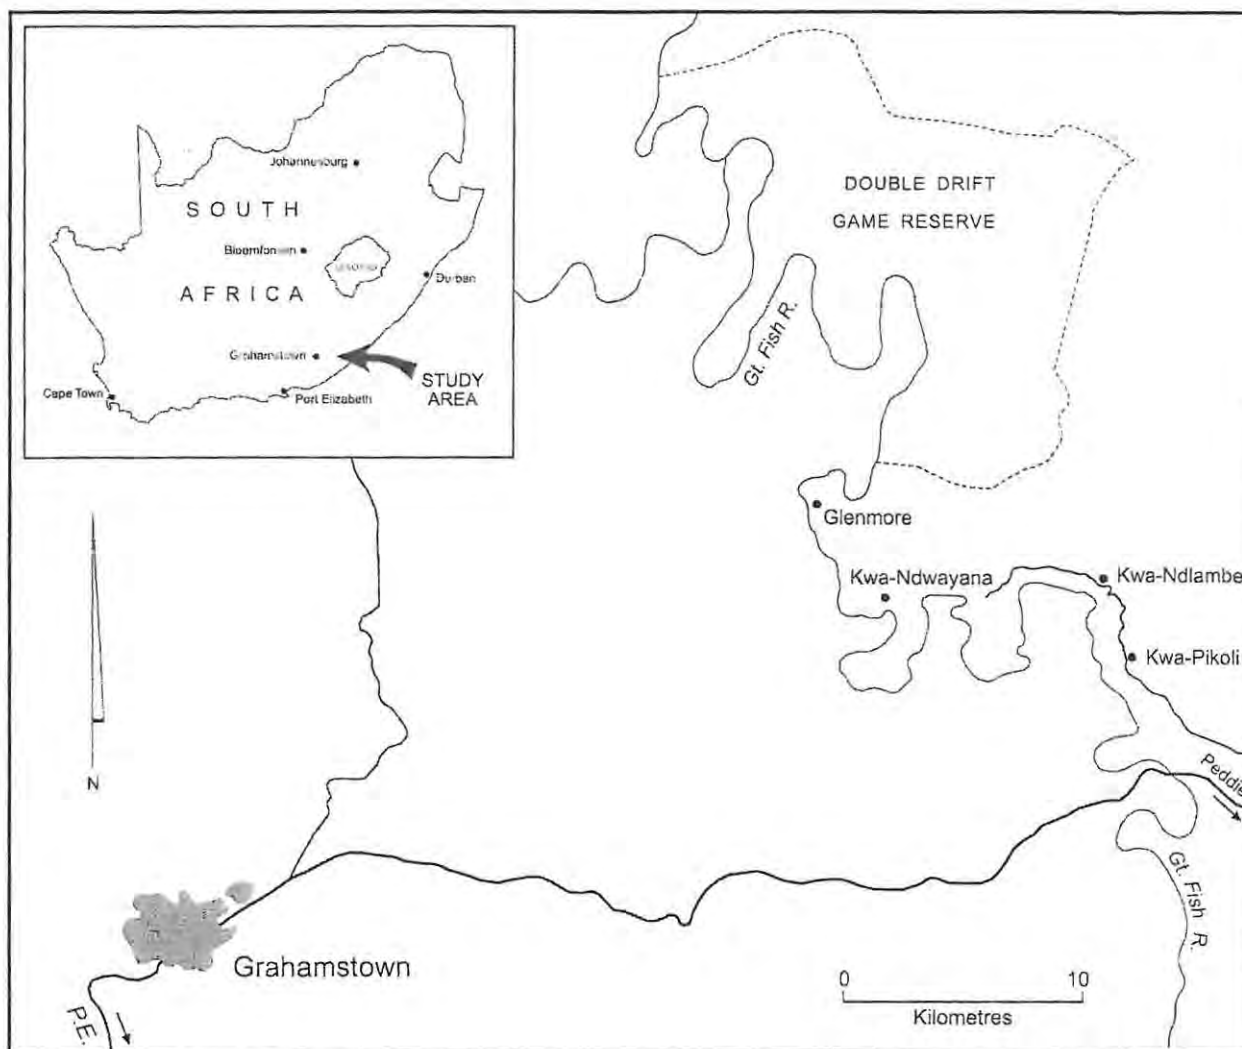 Johannesburg
SOUTH
Bloemfontein
AFRICA
Durban
Grahamstown
STUDY
AREA
Cape Town
Port Elizabeth
DOUBLE DRIFT
GAME RESERVE
Gt. Fish R.
Glenmore
Kwa-Ndwayana
Kwa-Ndlambe
Kwa-Pikoli
N
Peddie
Gt. Fish R.
Grahamstown
P.E.
0 10
Kilometres